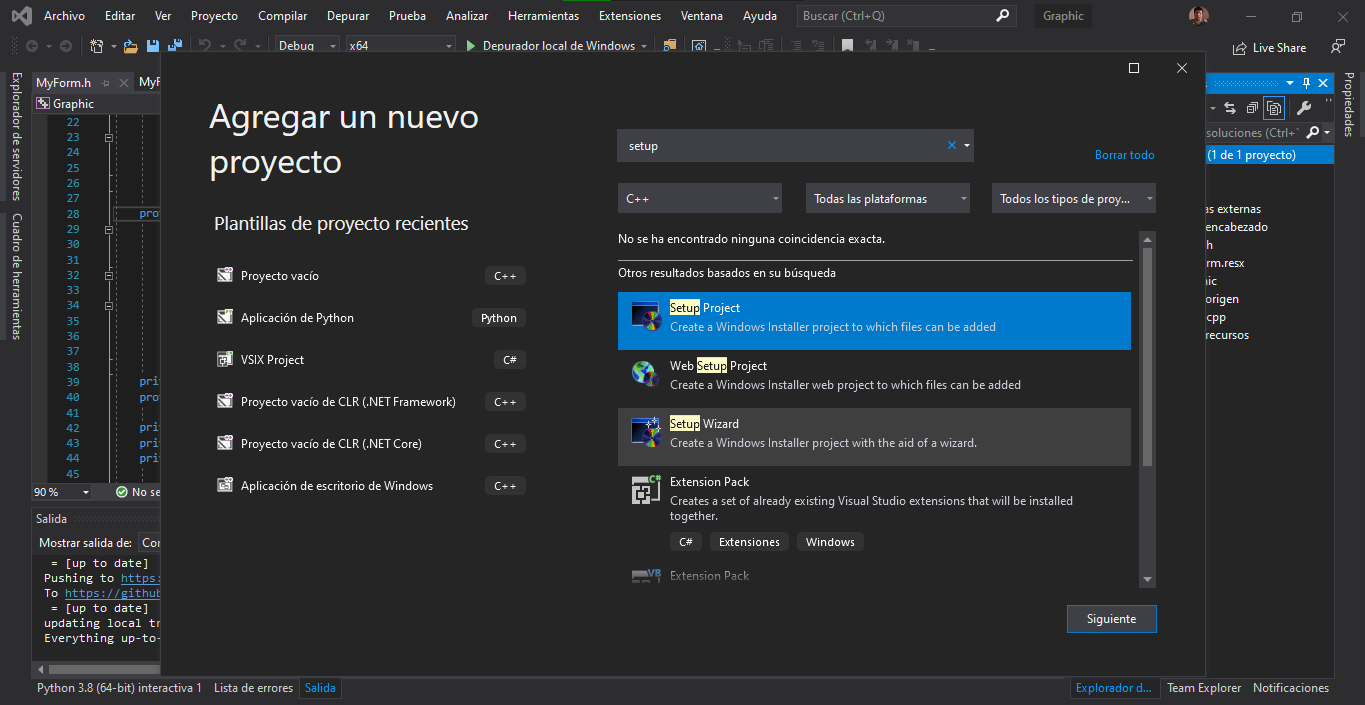 Archivo Editar Ver Proyecto Compilar Depurar Prueba Analizar Herramientas Extensiones Ventana Ayuda Buscar (Ctrl+Q) Graphic
Debug x64 Depurador local de Windows Live Share
Explorador de servidores
Cuadro de herramientas
MyForm.h MyF
Graphic
22
23
24
25
26
27
28 pro
29
30
31
32
33
34
35
36
37
38
39 pri
40 pro
41
42 pri
43 pri
44 pri
45
90 % No se
Salida
Mostrar salida de: Co
= [up to date]
Pushing to https:
To https://github
= [up to date]
updating local tr
Everything up-to-
Agregar un nuevo
proyecto
Plantillas de proyecto recientes
Proyecto vacío C++
Aplicación de Python Python
VSIX Project C#
Proyecto vacío de CLR (.NET Framework) C++
Proyecto vacío de CLR (.NET Core) C++
Aplicación de escritorio de Windows C++
setup
Borrar todo
C++ Todas las plataformas Todos los tipos de proy...
No se ha encontrado ninguna coincidencia exacta.
Otros resultados basados en su búsqueda
Setup Project
Create a Windows Installer project to which files can be added
Web Setup Project
Create a Windows Installer web project to which files can be added
Setup Wizard
Create a Windows Installer project with the aid of a wizard.
C#
Extension Pack
Creates a set of already existing Visual Studio extensions that will be installed
together.
C# Extensiones Windows
VB
Extension Pack
Siguiente
soluciones (Ctrl+
(1 de 1 proyecto)
as externas
encabezado
h
rm.resx
ic
origen
cpp
recursos
Propiedades
Python 3.8 (64-bit) interactiva 1 Lista de errores Salida
Explorador d... Team Explorer Notificaciones